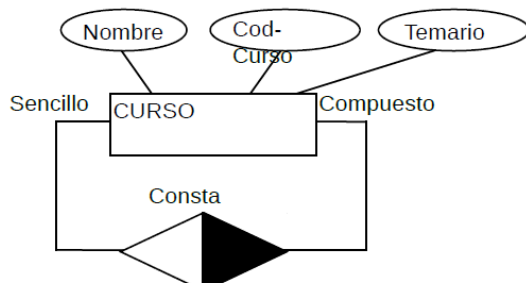 Nombre
Cod-
Curso
Temario
Sencillo
CURSO
Compuesto
Consta